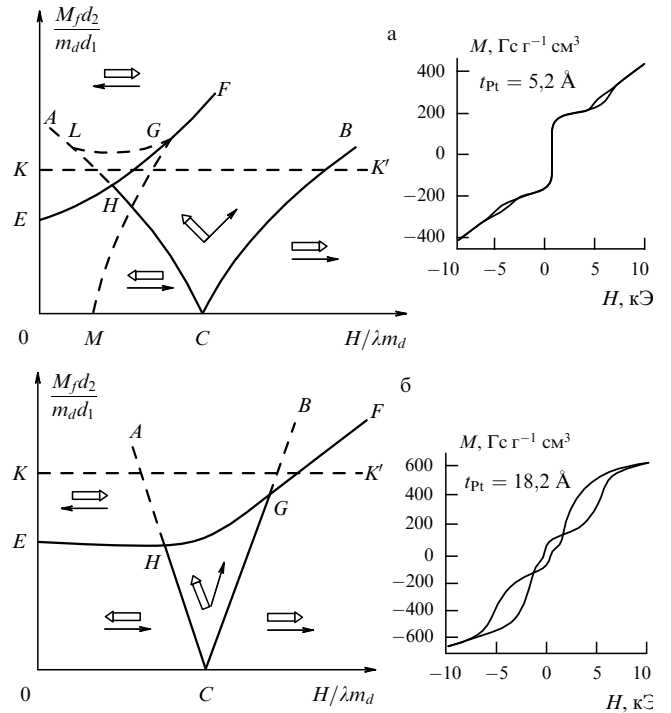 M_f d_1
m_d d_1
A
L
G
F
B
K
K′
E
H
0
M
C
H/λm_d
а
M, Гс г⁻¹ см³
t_Pt = 5,2 Å
400
200
0
−200
−400
−10
−5
0
5
10
H, кЭ
M_f d_2
m_d d_1
A
B
F
K
K′
E
H
G
0
C
H/λm_d
б
M, Гс г⁻¹ см³
t_Pt = 18,2 Å
600
400
200
0
−200
−400
−600
−10
−5
0
5
10
H, кЭ